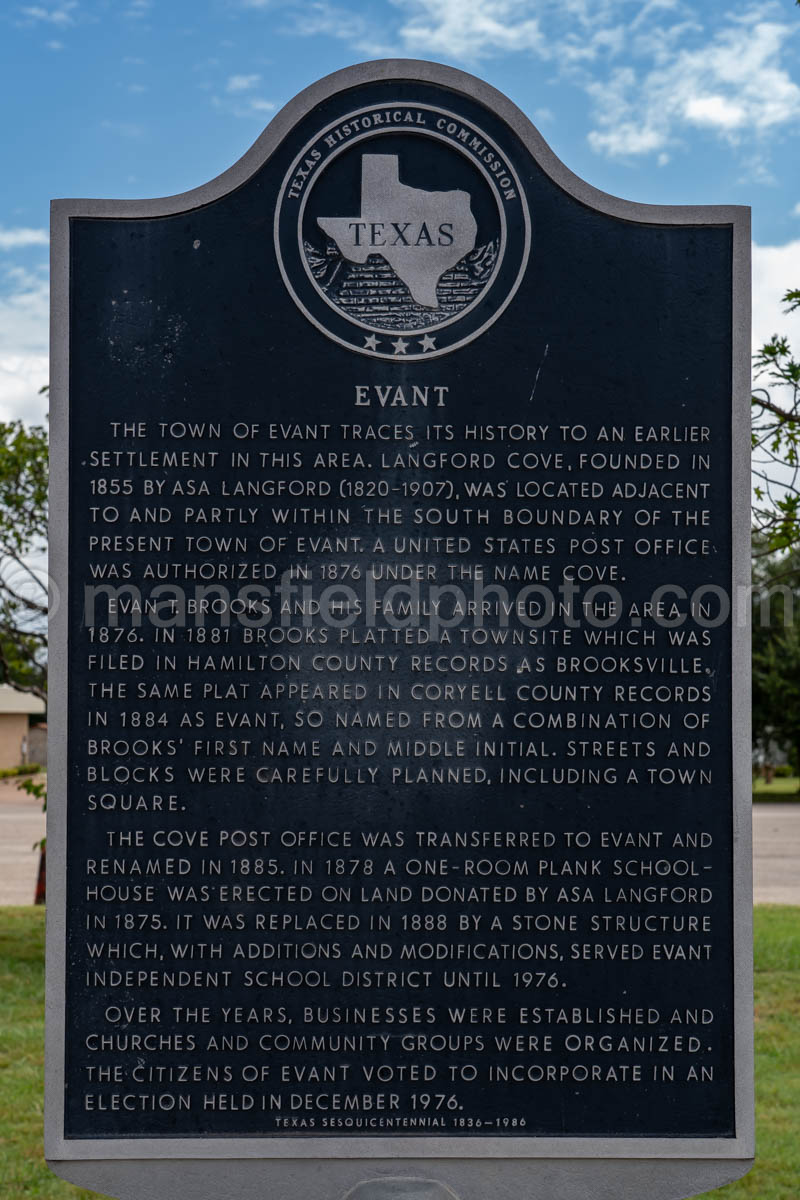 TEXAS HISTORICAL COMMISSION
TEXAS
EVANT
THE TOWN OF EVANT TRACES ITS HISTORY TO AN EARLIER
SETTLEMENT IN THIS AREA. LANGFORD COVE, FOUNDED IN
1855 BY ASA LANGFORD (1820-1907), WAS LOCATED ADJACENT
TO AND PARTLY WITHIN THE SOUTH BOUNDARY OF THE
PRESENT TOWN OF EVANT. A UNITED STATES POST OFFICE
WAS AUTHORIZED IN 1876 UNDER THE NAME COVE.
© mansfieldphoto.com
EVAN T. BROOKS AND HIS FAMILY ARRIVED IN THE AREA IN
1876. IN 1881 BROOKS PLATTED A TOWNSITE WHICH WAS
FILED IN HAMILTON COUNTY RECORDS AS BROOKSVILLE.
THE SAME PLAT APPEARED IN CORYELL COUNTY RECORDS
IN 1884 AS EVANT, SO NAMED FROM A COMBINATION OF
BROOKS' FIRST NAME AND MIDDLE INITIAL. STREETS AND
BLOCKS WERE CAREFULLY PLANNED, INCLUDING A TOWN
SQUARE.
THE COVE POST OFFICE WAS TRANSFERRED TO EVANT AND
RENAMED IN 1885. IN 1878 A ONE-ROOM PLANK SCHOOL-
HOUSE WAS ERECTED ON LAND DONATED BY ASA LANGFORD
IN 1875. IT WAS REPLACED IN 1888 BY A STONE STRUCTURE
WHICH, WITH ADDITIONS AND MODIFICATIONS, SERVED EVANT
INDEPENDENT SCHOOL DISTRICT UNTIL 1976.
OVER THE YEARS, BUSINESSES WERE ESTABLISHED AND
CHURCHES AND COMMUNITY GROUPS WERE ORGANIZED.
THE CITIZENS OF EVANT VOTED TO INCORPORATE IN AN
ELECTION HELD IN DECEMBER 1976.
TEXAS SESQUICENTENNIAL 1836-1986